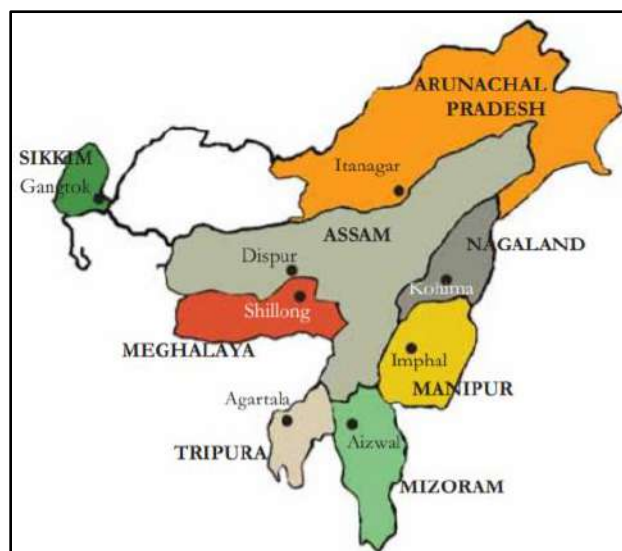 ARUNACHAL
PRADESH
SIKKIM
Gangtok
Itanagar
ASSAM
NAGALAND
Dispur
Kohima
Shillong
MEGHALAYA
Imphal
MANIPUR
Agartala
Aizwal
TRIPURA
MIZORAM